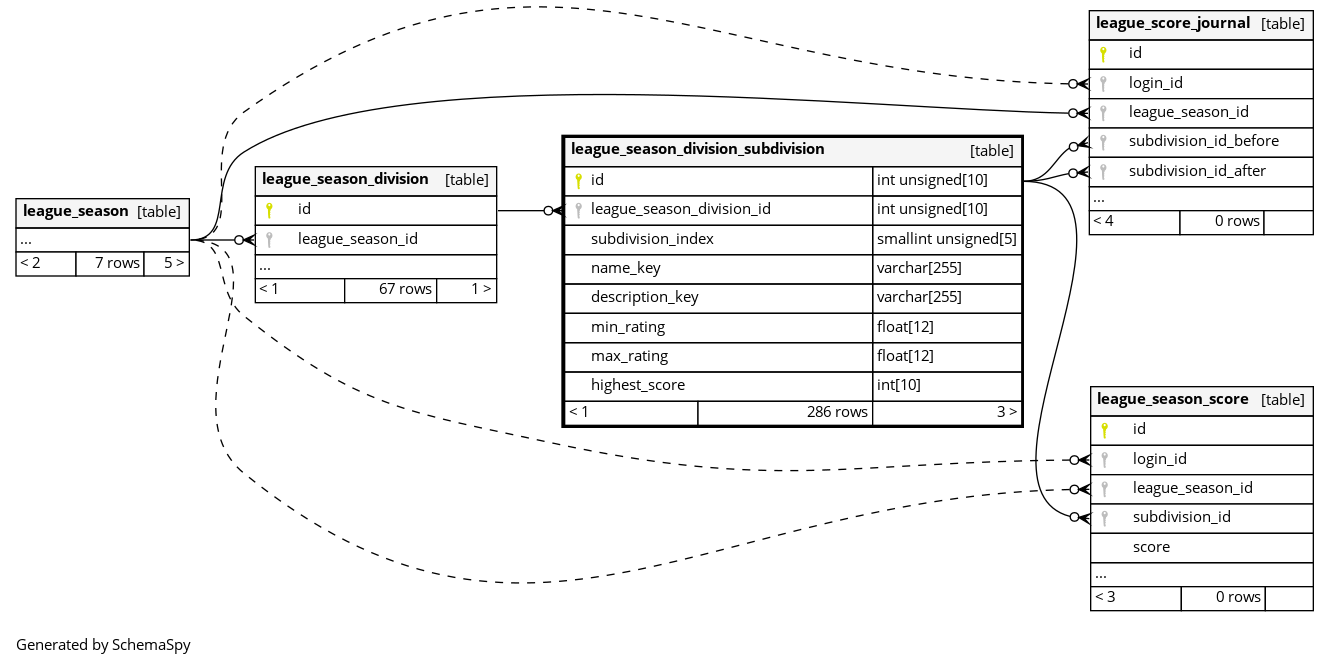 league_score_journal [table]
id
login_id
league_season_id
subdivision_id_before
subdivision_id_after
...
< 4 0 rows
league_season_division_subdivision [table]
id int unsigned[10]
league_season_division_id int unsigned[10]
subdivision_index smallint unsigned[5]
name_key varchar[255]
description_key varchar[255]
min_rating float[12]
max_rating float[12]
highest_score int[10]
< 1 286 rows 3 >
league_season_division [table]
id
league_season_id
...
< 1 67 rows 1 >
league_season [table]
...
< 2 7 rows 5 >
league_season_score [table]
id
login_id
league_season_id
subdivision_id
score
...
< 3 0 rows
Generated by SchemaSpy